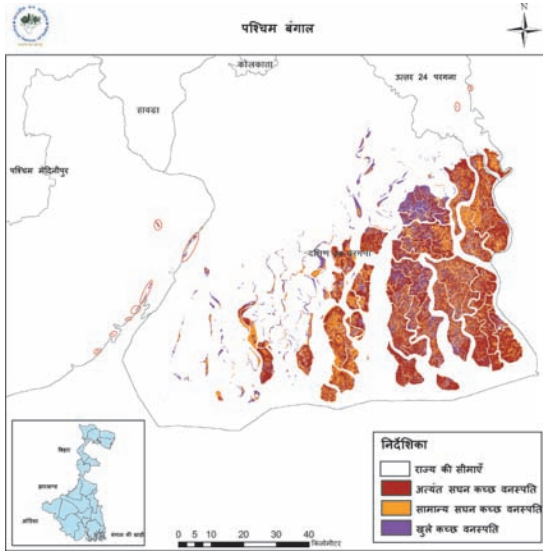 पश्चिम बंगाल
N
कोलकाता
उत्तर 24 परगना
हावडा
पश्चिम मेदिनीपुर
दक्षिण 24 परगना
बिहार
झारखण्ड
उड़िसा
बंगाल की खाड़ी
निर्देशिका
राज्य की सीमाएँ
अत्यंत सघन कच्छ वनस्पति
सामान्य सघन कच्छ वनस्पति
खुले कच्छ वनस्पति
0 5 10 20 30 40
किलोमीटर